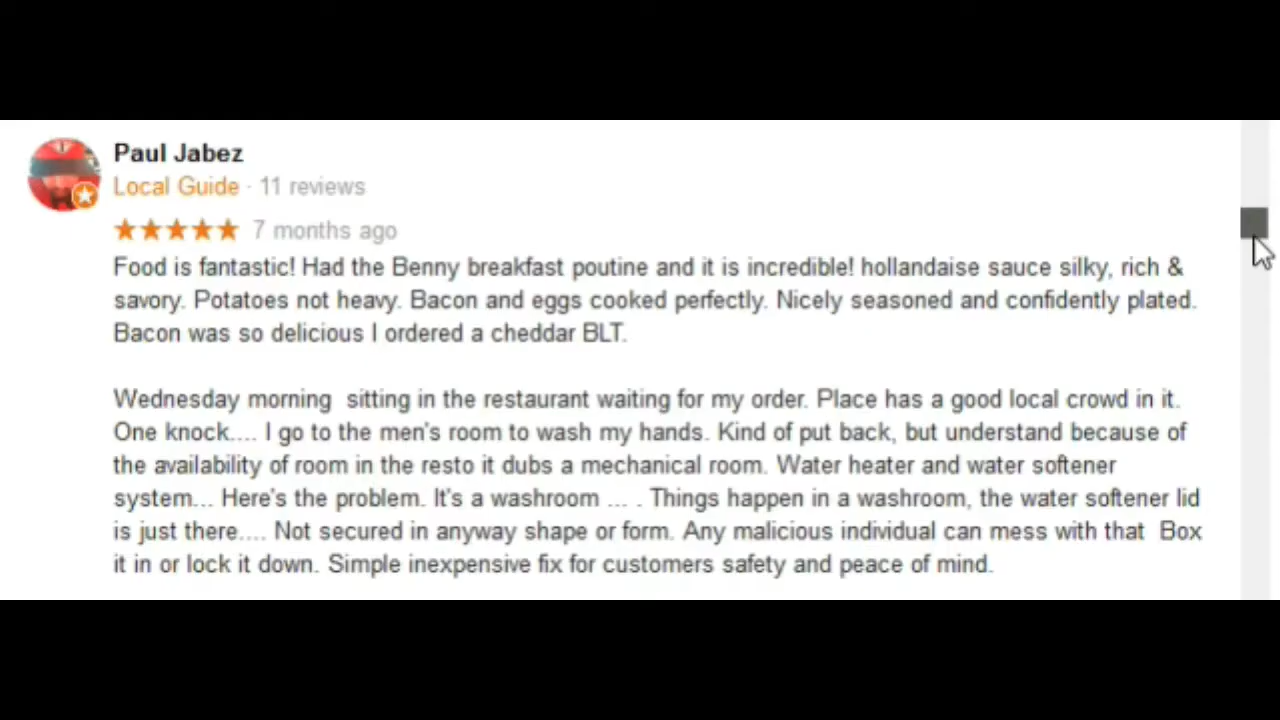 Paul Jabez
Local Guide · 11 reviews
★★★★★ 7 months ago
Food is fantastic! Had the Benny breakfast poutine and it is incredible! hollandaise sauce silky, rich &
savory. Potatoes not heavy. Bacon and eggs cooked perfectly. Nicely seasoned and confidently plated.
Bacon was so delicious I ordered a cheddar BLT.
Wednesday morning  sitting in the restaurant waiting for my order. Place has a good local crowd in it.
One knock.... I go to the men's room to wash my hands. Kind of put back, but understand because of
the availability of room in the resto it dubs a mechanical room. Water heater and water softener
system... Here's the problem. It's a washroom ... . Things happen in a washroom, the water softener lid
is just there.... Not secured in anyway shape or form. Any malicious individual can mess with that  Box
it in or lock it down. Simple inexpensive fix for customers safety and peace of mind.